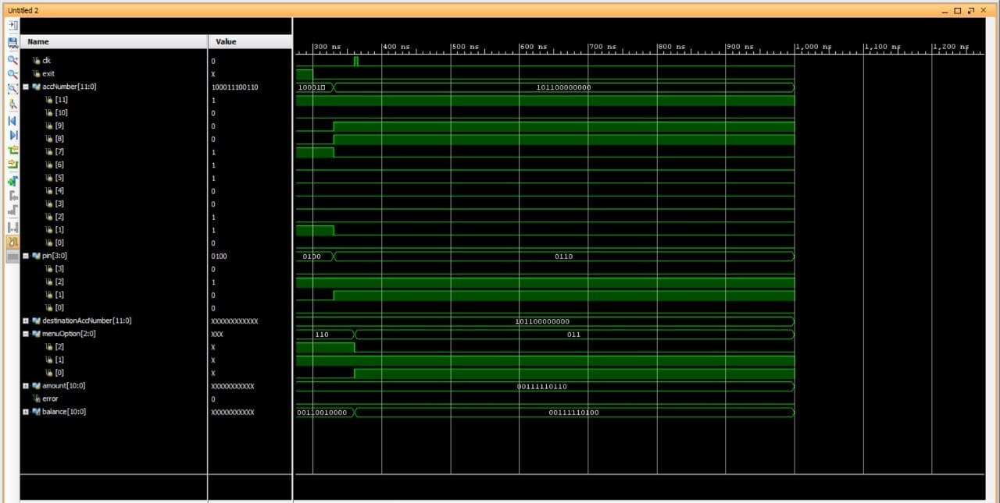 Untitled 2
Name Value
300 ns 400 ns 500 ns 600 ns 700 ns 800 ns 900 ns 1,000 ns 1,100 ns 1,200 ns
clk 0
exit X
accNumber[11:0] 100011100110 101100000000
[11] 1
[10] 0
[9] 0
[8] 0
[7] 1
[6] 1
[5] 1
[4] 0
[3] 0
[2] 1
[1] 1
[0] 0
pin[3:0] 0100 0100 0110
[3] 0
[2] 1
[1] 0
[0] 0
destinationAccNumber[11:0] XXXXXXXXXXXX 101100000000
menuOption[2:0] XXX 110 011
[2] X
[1] X
[0] X
amount[10:0] XXXXXXXXXXX 00111110110
error 0
balance[10:0] XXXXXXXXXXX 00110010000 00111110100